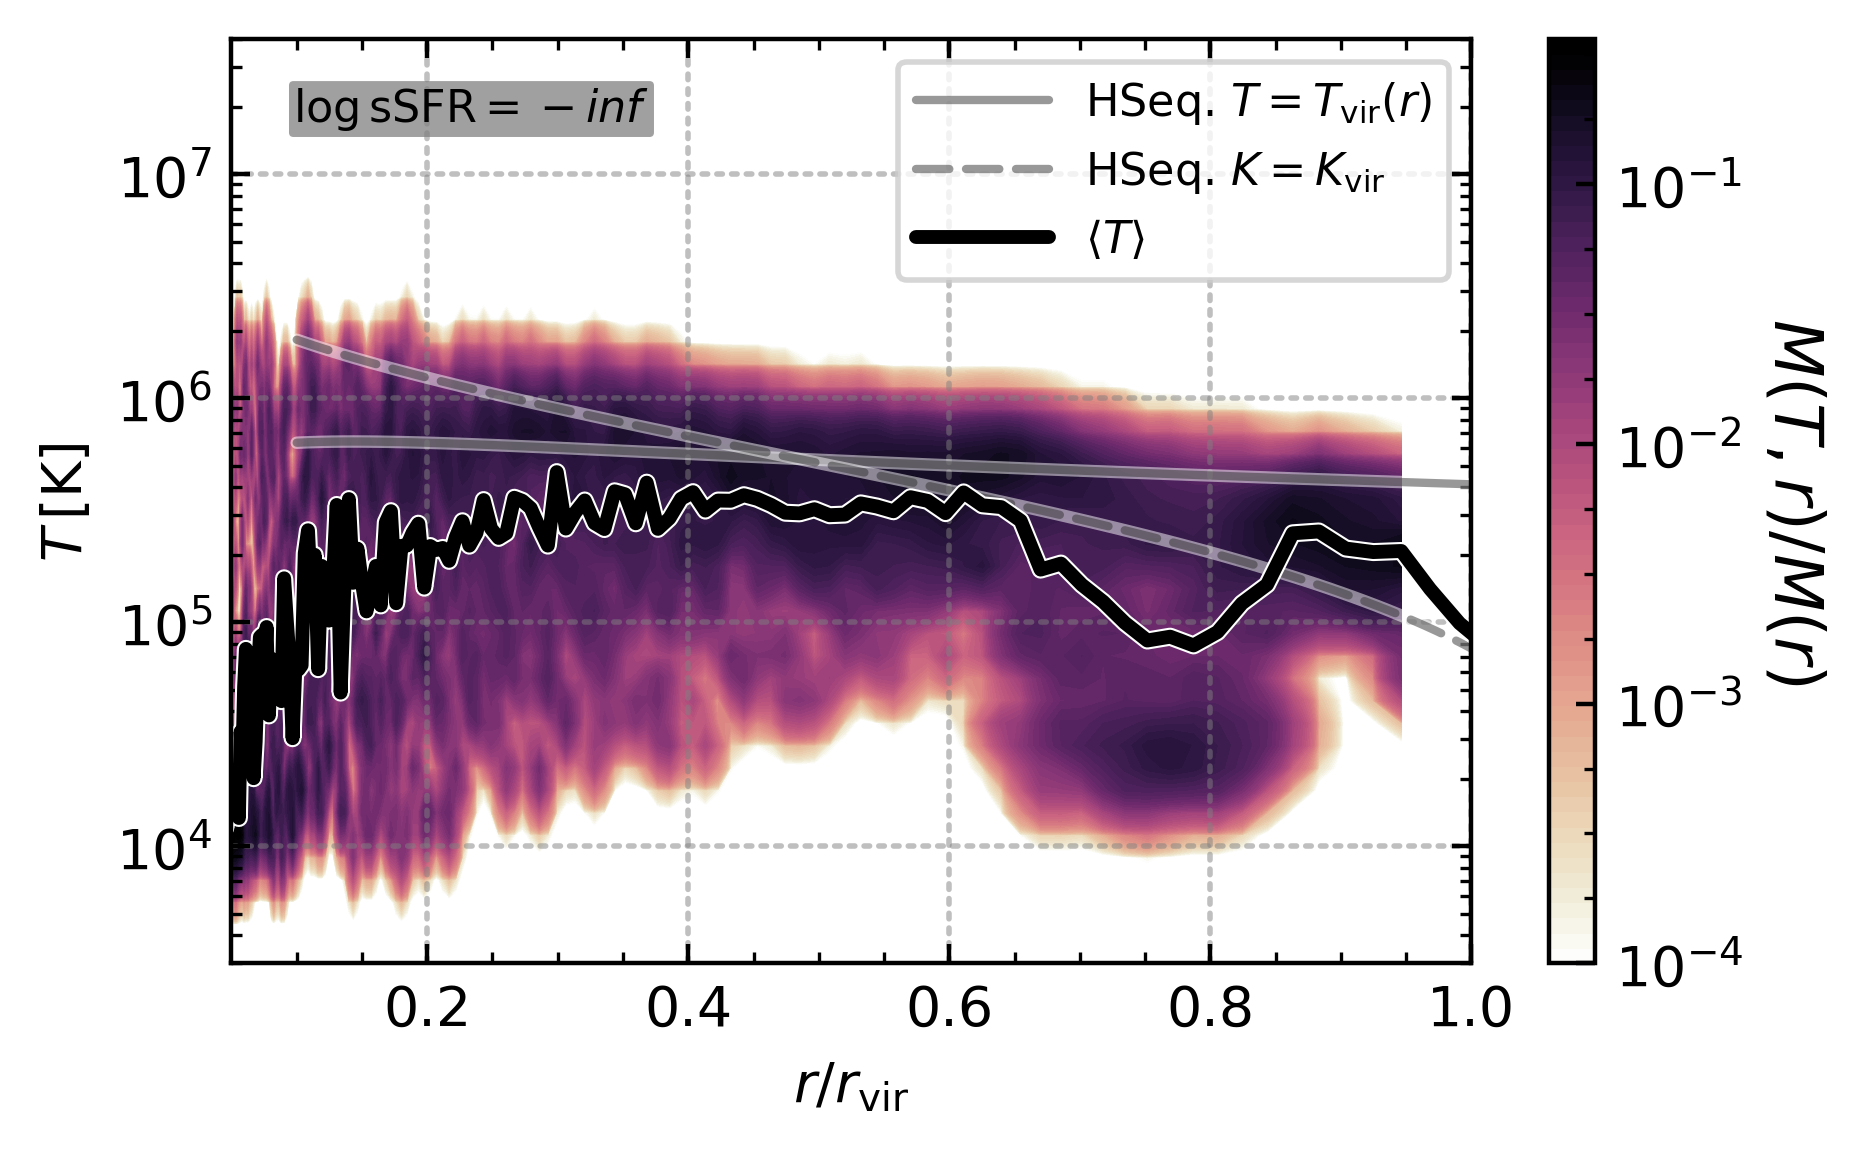 log sSFR = −inf
HSeq. T = T_vir(r)
HSeq. K = K_vir
⟨T⟩
10^7
10^6
10^5
10^4
T [K]
0.2 0.4 0.6 0.8 1.0
r/r_vir
10^−1
10^−2
10^−3
10^−4
M(T, r)/M(r)